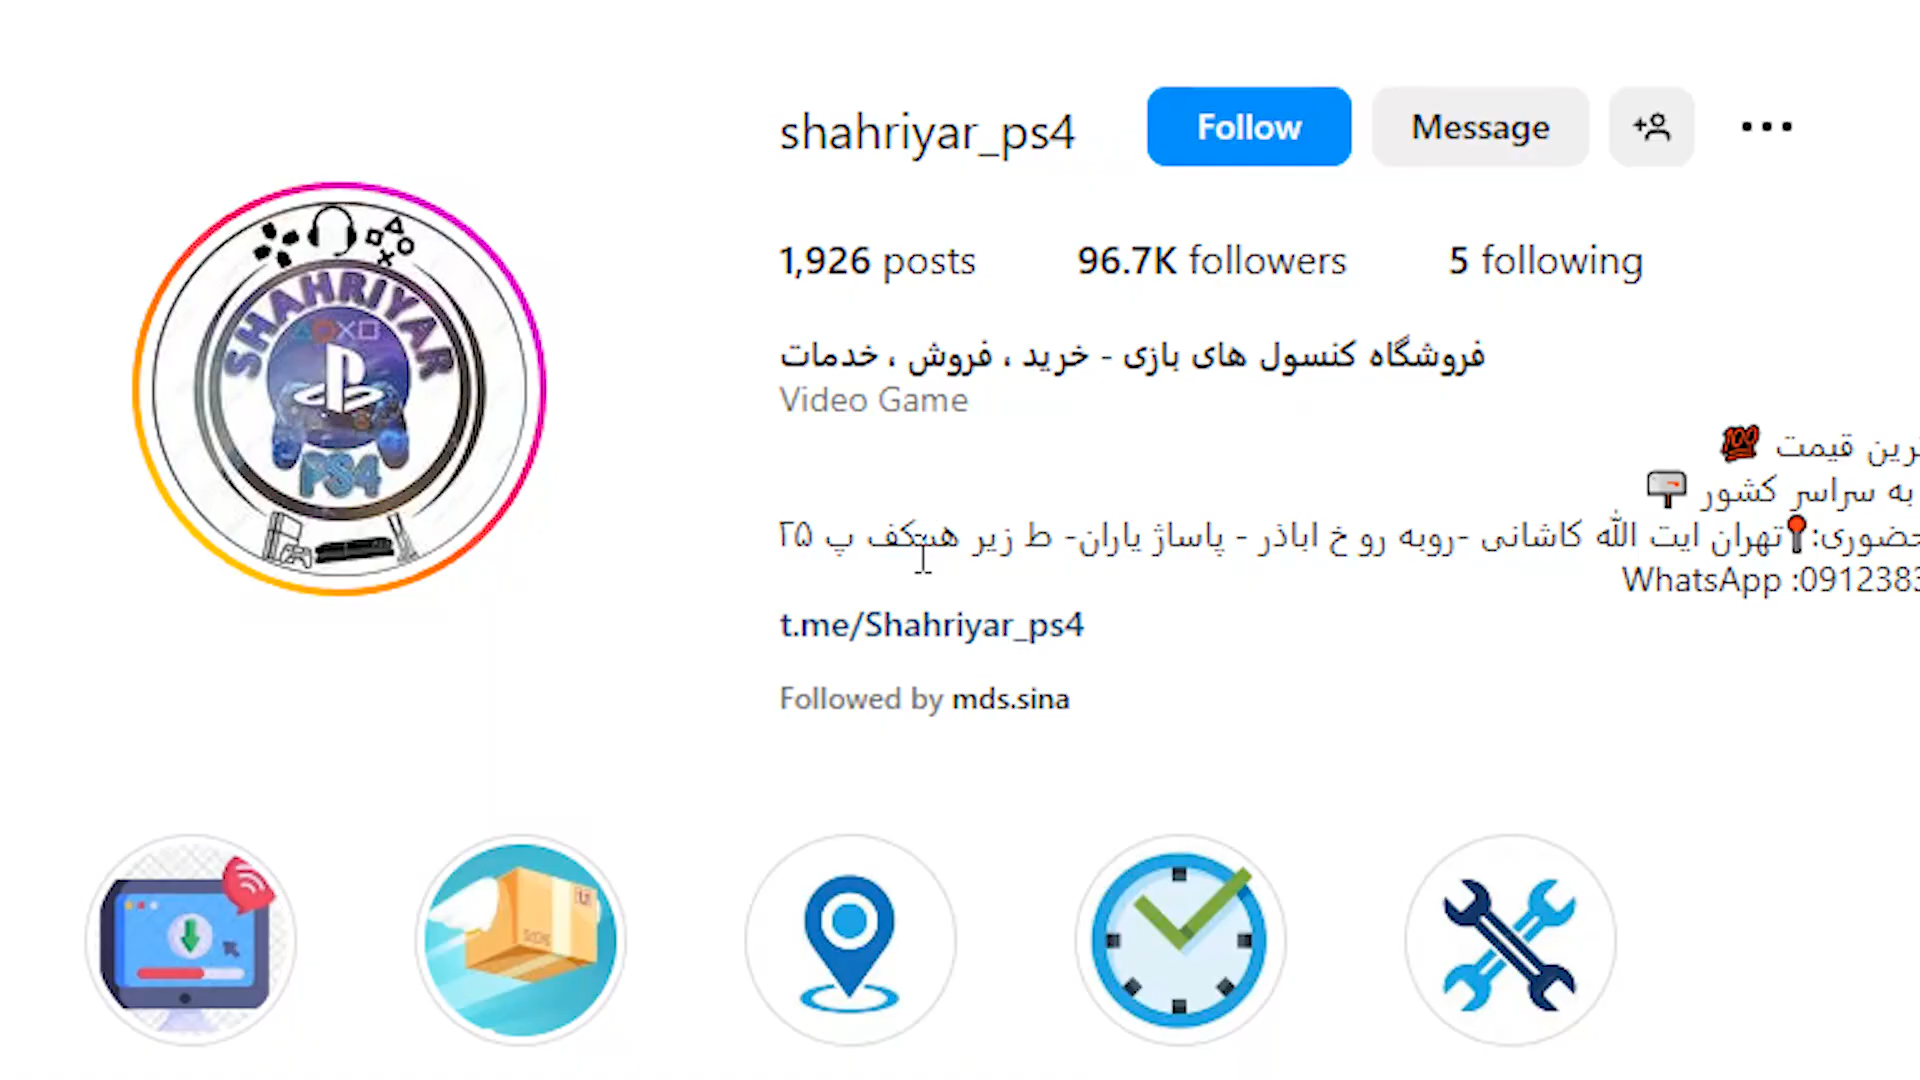 shahriyar_ps4
Follow
Message
1,926 posts
96.7K followers
5 following
SHAHRIYAR
PS4
فروشگاه کنسول های بازی - خرید ، فروش ، خدمات
Video Game
قیمت 💯
به سراسر کشور 📪
حضوری:📍تهران ایت الله کاشانی -روبه رو خ اباذر - پاساژ یاران- ط زیر همکف پ ۲۵
WhatsApp :0912383
t.me/Shahriyar_ps4
Followed by mds.sina